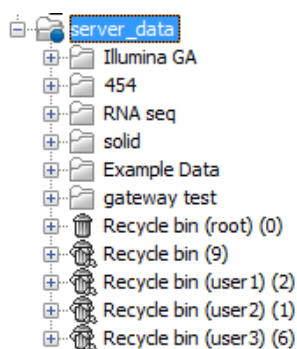 server_data
Illumina GA
454
RNA seq
solid
Example Data
gateway test
Recycle bin (root) (0)
Recycle bin (9)
Recycle bin (user1) (2)
Recycle bin (user2) (1)
Recycle bin (user3) (6)